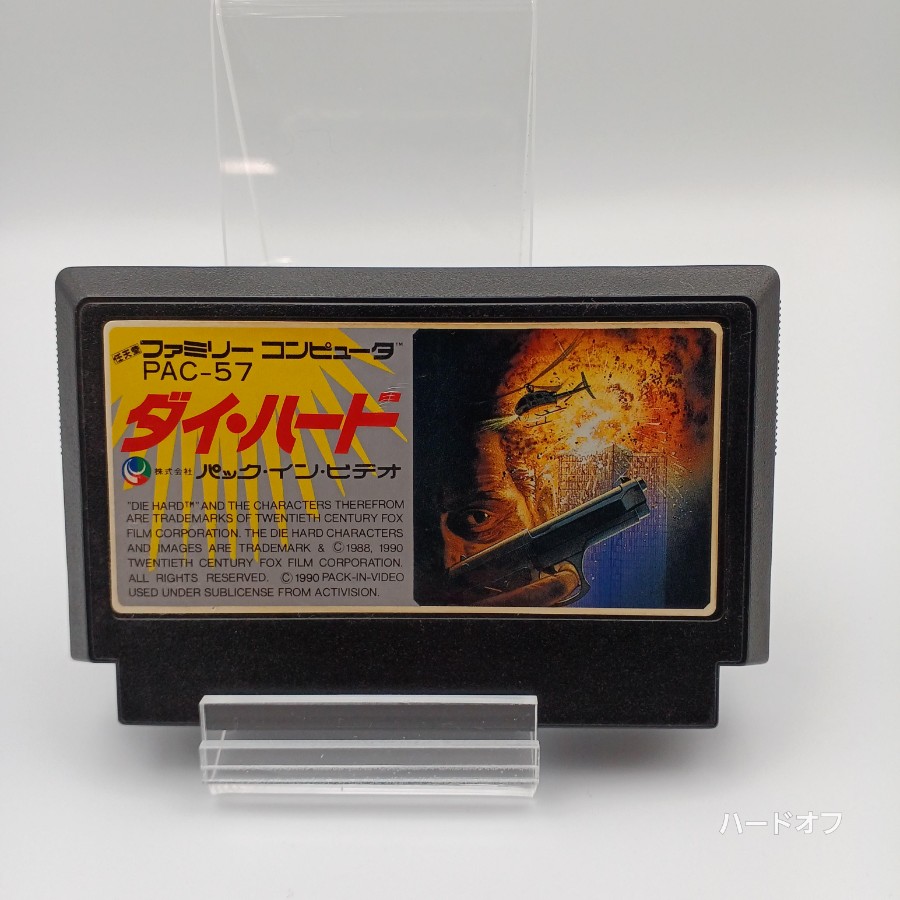 任天堂 ファミリー コンピュータ™
PAC-57
ダイ・ハード
株式会社 パック・イン・ビデオ
"DIE HARD™" AND THE CHARACTERS THEREFROM
ARE TRADEMARKS OF TWENTIETH CENTURY FOX
FILM CORPORATION. THE DIE HARD CHARACTERS
AND IMAGES ARE TRADEMARK & ©1988, 1990
TWENTIETH CENTURY FOX FILM CORPORATION.
ALL RIGHTS RESERVED. ©1990 PACK-IN-VIDEO
USED UNDER SUBLICENSE FROM ACTIVISION.
ハードオフ